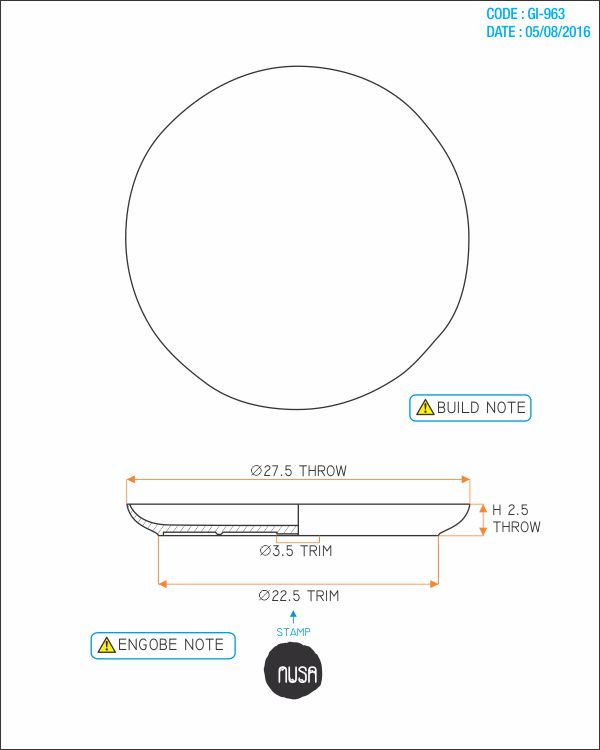 CODE : GI-963
DATE : 05/08/2016
BUILD NOTE
∅27.5 THROW
H 2.5
THROW
∅3.5 TRIM
∅22.5 TRIM
STAMP
ENGOBE NOTE
NUSA